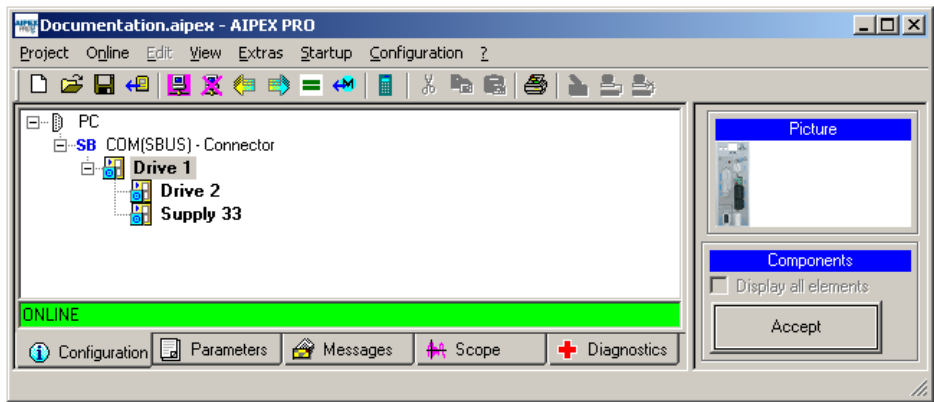 Documentation.aipex - AIPEX PRO
Project Online Edit View Extras Startup Configuration ?
PC
SB COM(SBUS) - Connector
Drive 1
Drive 2
Supply 33
ONLINE
Configuration Parameters Messages Scope Diagnostics
Picture
Components
Display all elements
Accept